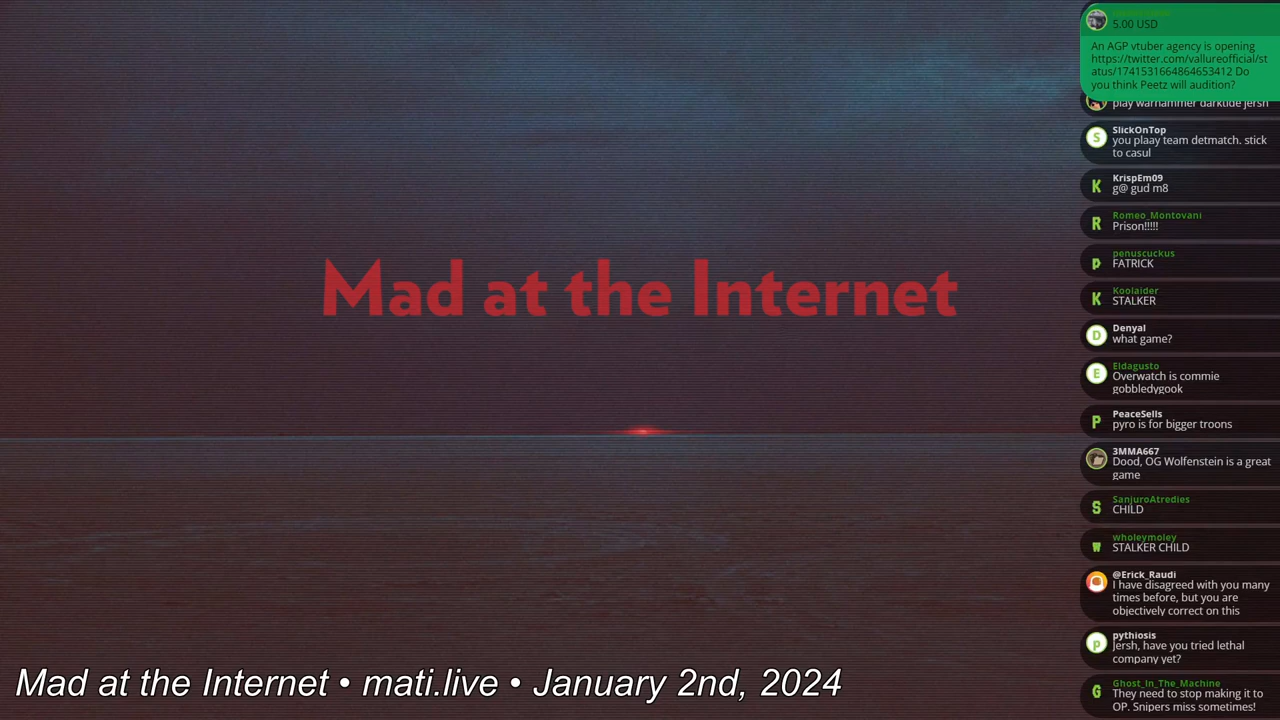 5.00 USD
An AGP vtuber agency is opening
https://twitter.com/vallureofficial/st
atus/1741531664864653412 Do
you think Peetz will audition?
play warhammer darktide jersh
SlickOnTop
you plaay team detmatch. stick
to casul
KrispEm09
g@ gud m8
Romeo_Montovani
Prison!!!!!
penuscuckus
FATRICK
Koolaider
STALKER
Denyal
what game?
Eldagusto
Overwatch is commie
gobbledygook
PeaceSells
pyro is for bigger troons
3MMA667
Dood, OG Wolfenstein is a great
game
SanjuroAtredies
CHILD
wholeymoley
STALKER CHILD
@Erick_Raudi
I have disagreed with you many
times before, but you are
objectively correct on this
pythiosis
Jersh, have you tried lethal
company yet?
Ghost_In_The_Machine
They need to stop making it to
OP. Snipers miss sometimes!
Mad at the Internet
Mad at the Internet • mati.live • January 2nd, 2024